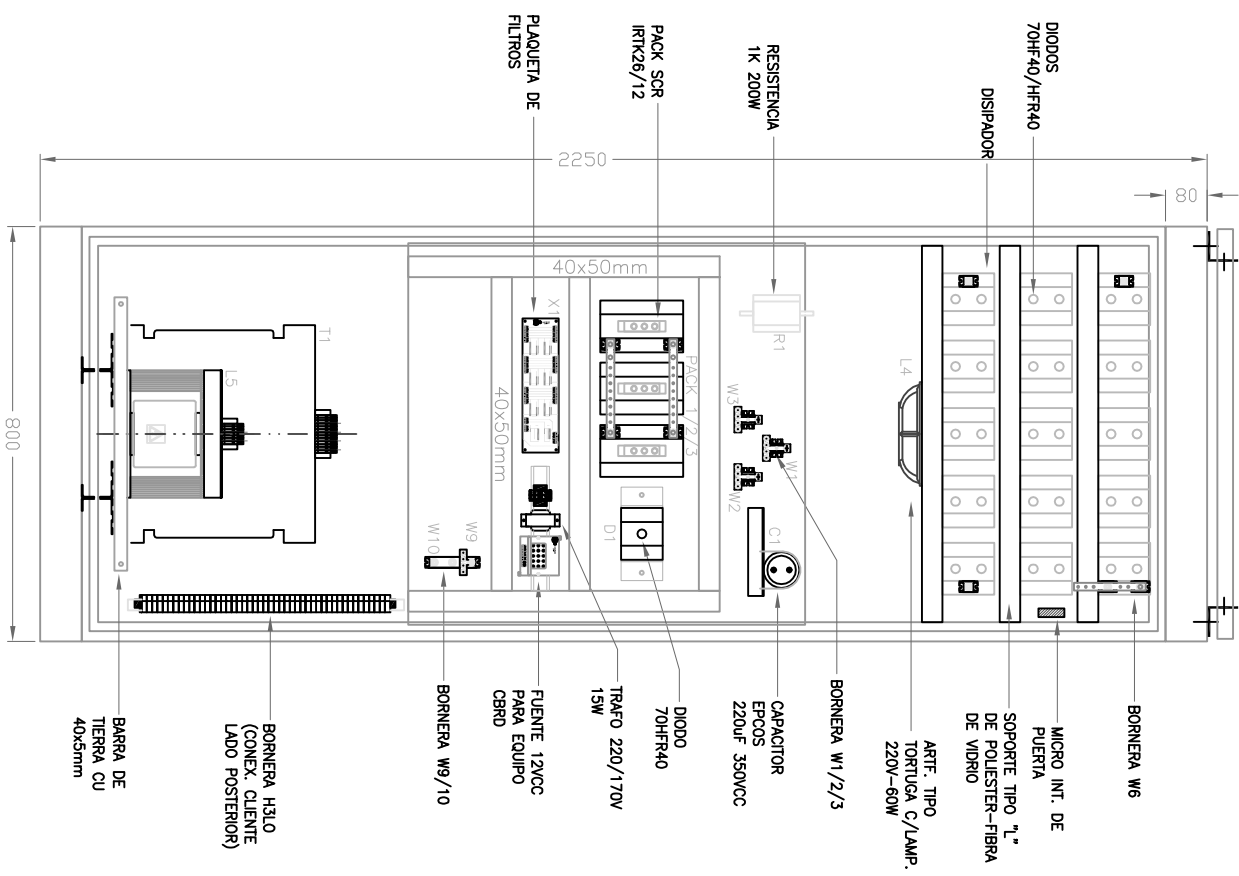 DIODOS
70HF40/HFR40
DISIPADOR
RESISTENCIA
1K 200W
PACK SCR
IRTK26/12
PLAQUETA DE
FILTROS
2250
80
800
40x50mm
40x50mm
X1
PACK 1/2/3
R1
W3
W1
W2
C1
D1
L4
W9
W10
T1
L5
BORNERA W6
MICRO INT. DE
PUERTA
SOPORTE TIPO "L"
DE POLIESTER-FIBRA
DE VIDRIO
ARTF. TIPO
TORTUGA C/LAMP.
220V-60W
BORNERA W1/2/3
CAPACITOR
EPCOS
220uF 350VCC
DIODO
70HFR40
TRAFO 220/170V
15W
FUENTE 12VCC
PARA EQUIPO
CBRD
BORNERA W9/10
BORNERA H3LO
(CONEX. CLIENTE
LADO POSTERIOR)
BARRA DE
TIERRA CU
40x5mm